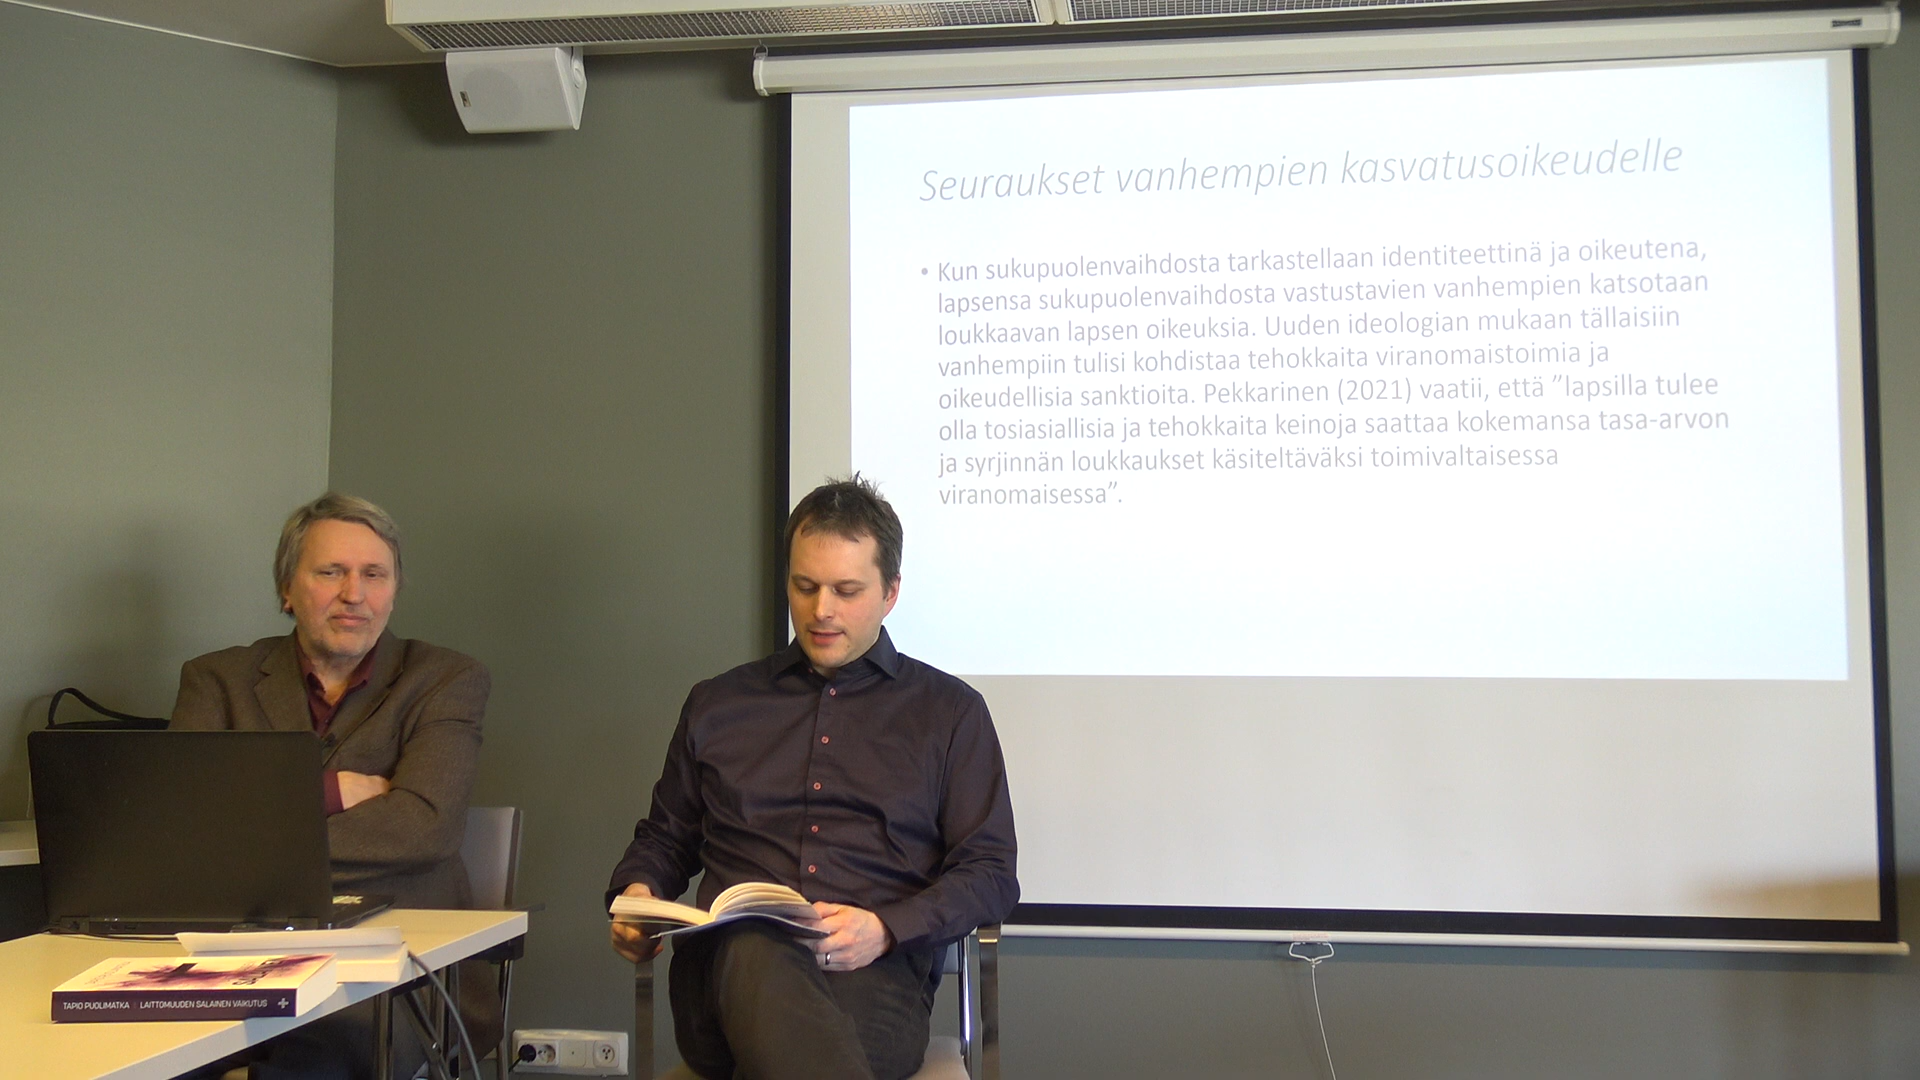 Seuraukset vanhempien kasvatusoikeudelle
• Kun sukupuolenvaihdosta tarkastellaan identiteettinä ja oikeutena,
lapsensa sukupuolenvaihdosta vastustavien vanhempien katsotaan
loukkaavan lapsen oikeuksia. Uuden ideologian mukaan tällaisiin
vanhempiin tulisi kohdistaa tehokkaita viranomaistoimia ja
oikeudellisia sanktioita. Pekkarinen (2021) vaatii, että ”lapsilla tulee
olla tosiasiallisia ja tehokkaita keinoja saattaa kokemansa tasa-arvon
ja syrjinnän loukkaukset käsiteltäväksi toimivaltaisessa
viranomaisessa”.
TAPIO PUOLIMATKA | LAITTOMUUDEN SALAINEN VAIKUTUS